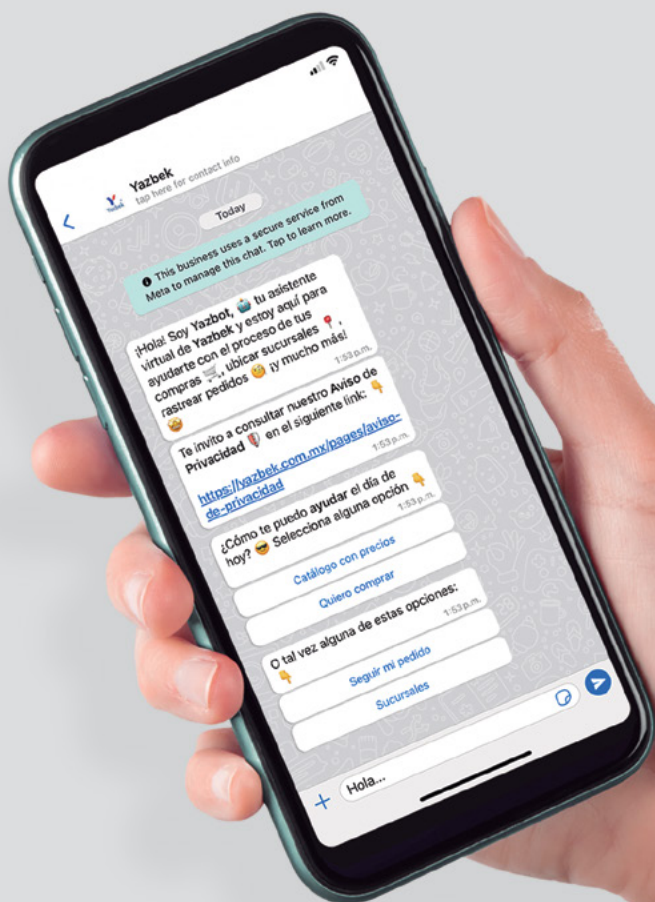 Yazbek
tap here for contact info
Yazbek
Today
This business uses a secure service from
Meta to manage this chat. Tap to learn more.
¡Hola! Soy Yazbot, 🤖 tu asistente
virtual de Yazbek y estoy aquí para
ayudarte con el proceso de tus
compras 🛒, ubicar sucursales 📍,
rastrear pedidos 🧐 ¡y mucho más!
🤩
1:53 p.m.
Te invito a consultar nuestro Aviso de
Privacidad 🛡️ en el siguiente link: 👇
https://yazbek.com.mx/pages/aviso-
de-privacidad
1:53 p.m.
¿Cómo te puedo ayudar el día de
hoy? 😎 Selecciona alguna opción 👇
1:53 p.m.
Catálogo con precios
Quiero comprar
O tal vez alguna de estas opciones:
👇
1:53 p.m.
Seguir mi pedido
Sucursales
Hola...